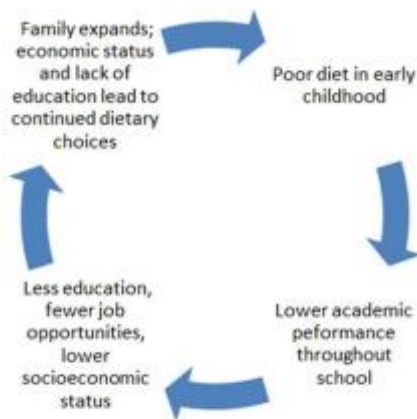 Family expands;
economic status
and lack of
education lead to
continued dietary
choices
Poor diet in early
childhood
Lower academic
peformance
throughout
school
Less education,
fewer job
opportunities,
lower
socioeconomic
status